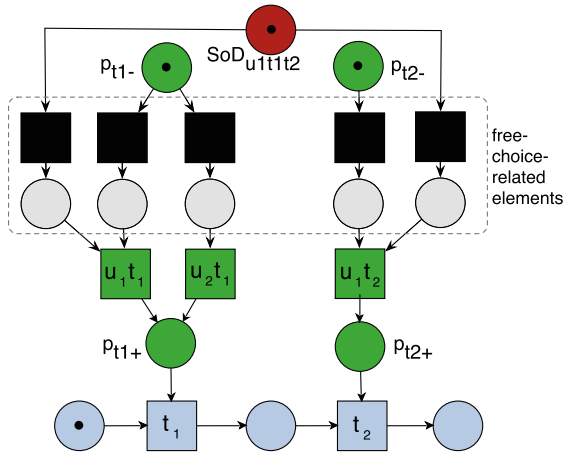 SoD u1t1t2
pt1-
pt2-
free-
choice-
related
elements
u1t1
u2t1
u1t2
pt1+
pt2+
t1
t2